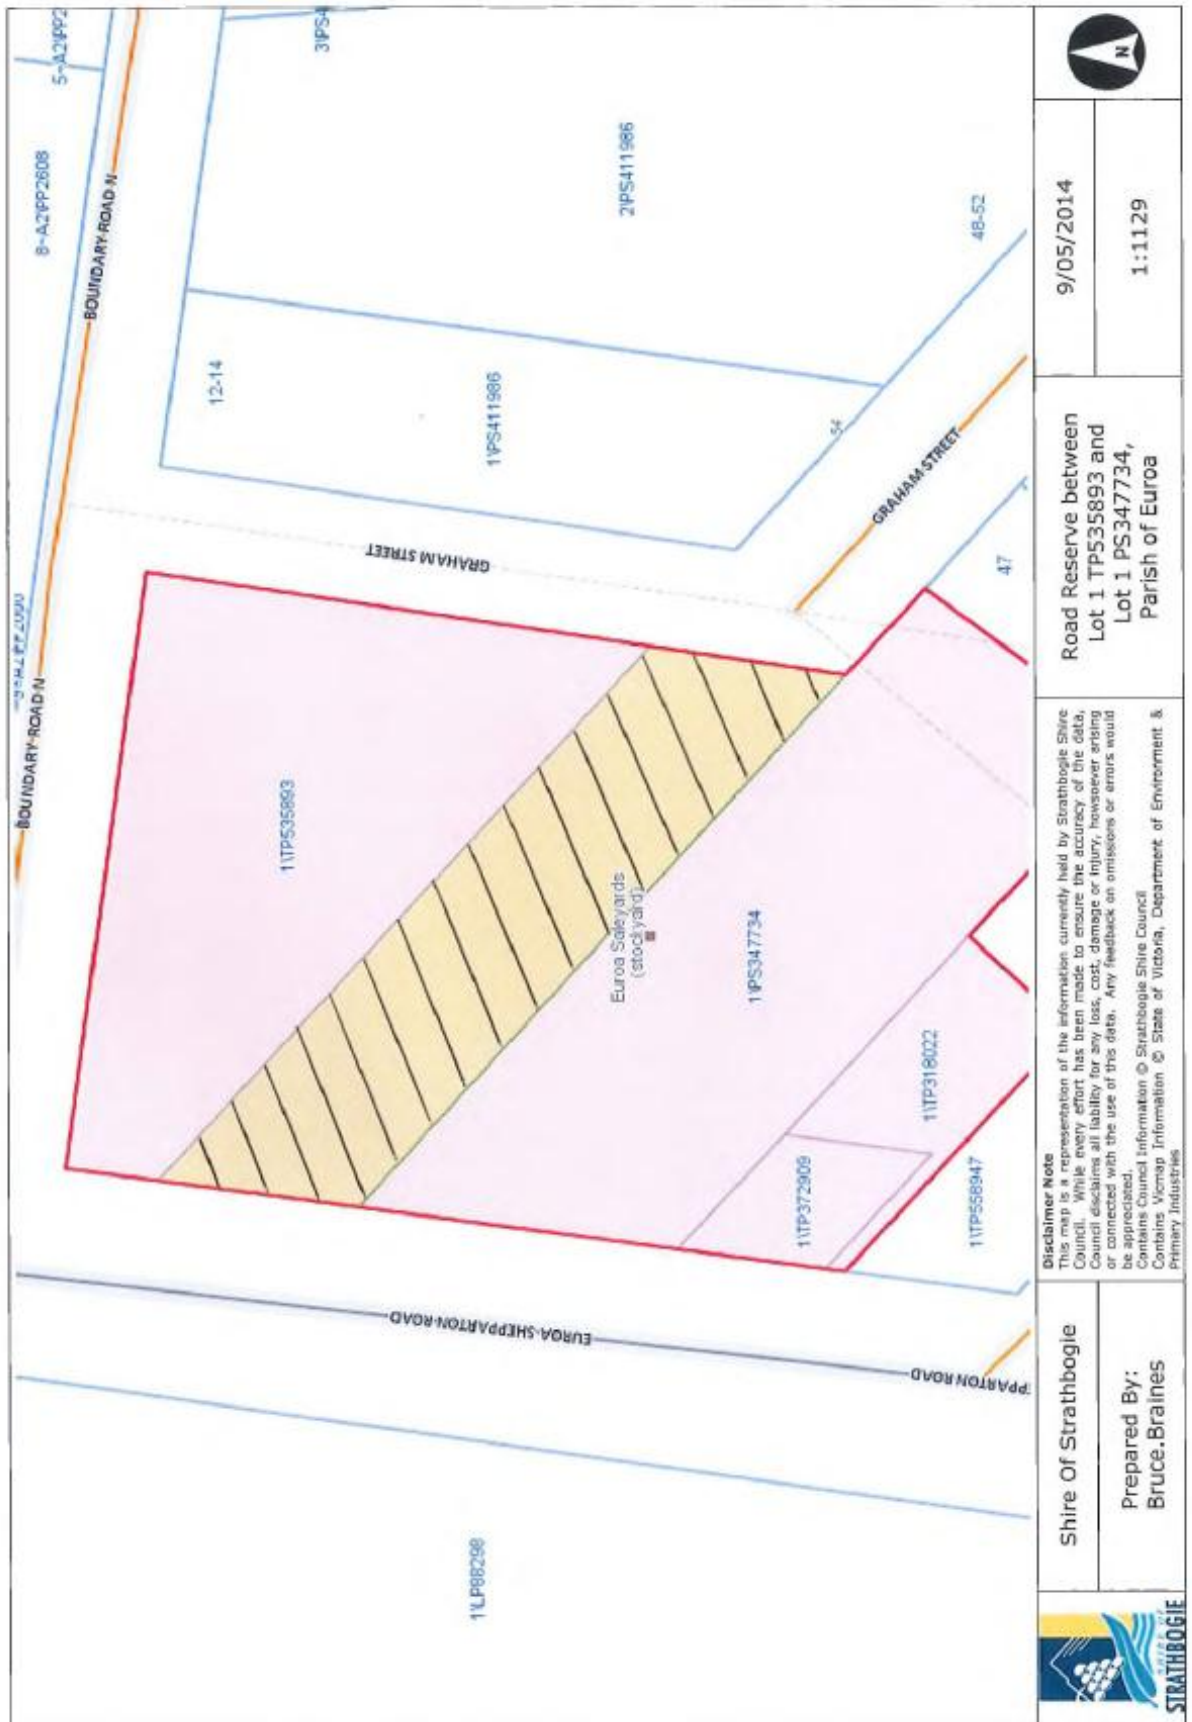 8~A2\PP2608
BOUNDARY ROAD N
BOUNDARY ROAD N
12-14
1\PS411986
2\PS411986
48-52
54
GRAHAM STREET
GRAHAM STREET
47
1\TP535893
Euroa Saleyards
(stockyard)
1\PS347734
1\TP318022
1\TP372909
1\TP558947
EUROA-SHEPPARTON ROAD
PPARTON ROAD
1\LP88298
SHIRE OF
STRATHBOGIE
Shire Of Strathbogie
Prepared By:
Bruce.Braines
Disclaimer Note
This map is a representation of the information currently held by Strathbogie Shire
Council. While every effort has been made to ensure the accuracy of the data,
Council disclaims all liability for any loss, cost, damage or injury, howsoever arising
or connected with the use of this data. Any feedback on omissions or errors would
be appreciated.
Contains Council Information © Strathbogie Shire Council
Contains Vicmap Information © State of Victoria, Department of Environment &
Primary Industries
Road Reserve between
Lot 1 TP535893 and
Lot 1 PS347734,
Parish of Euroa
9/05/2014
1:1129
N